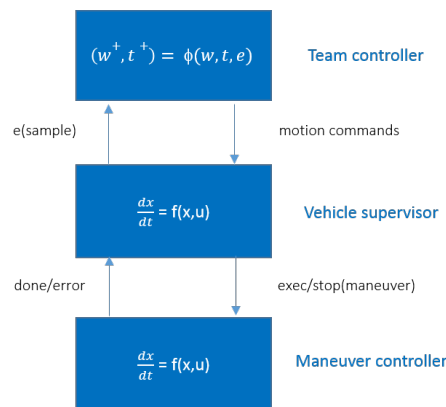 (w⁺, t⁺) = ϕ(w, t, e)
Team controller
e(sample)
motion commands
dx/dt = f(x,u)
Vehicle supervisor
done/error
exec/stop(maneuver)
dx/dt = f(x,u)
Maneuver controller